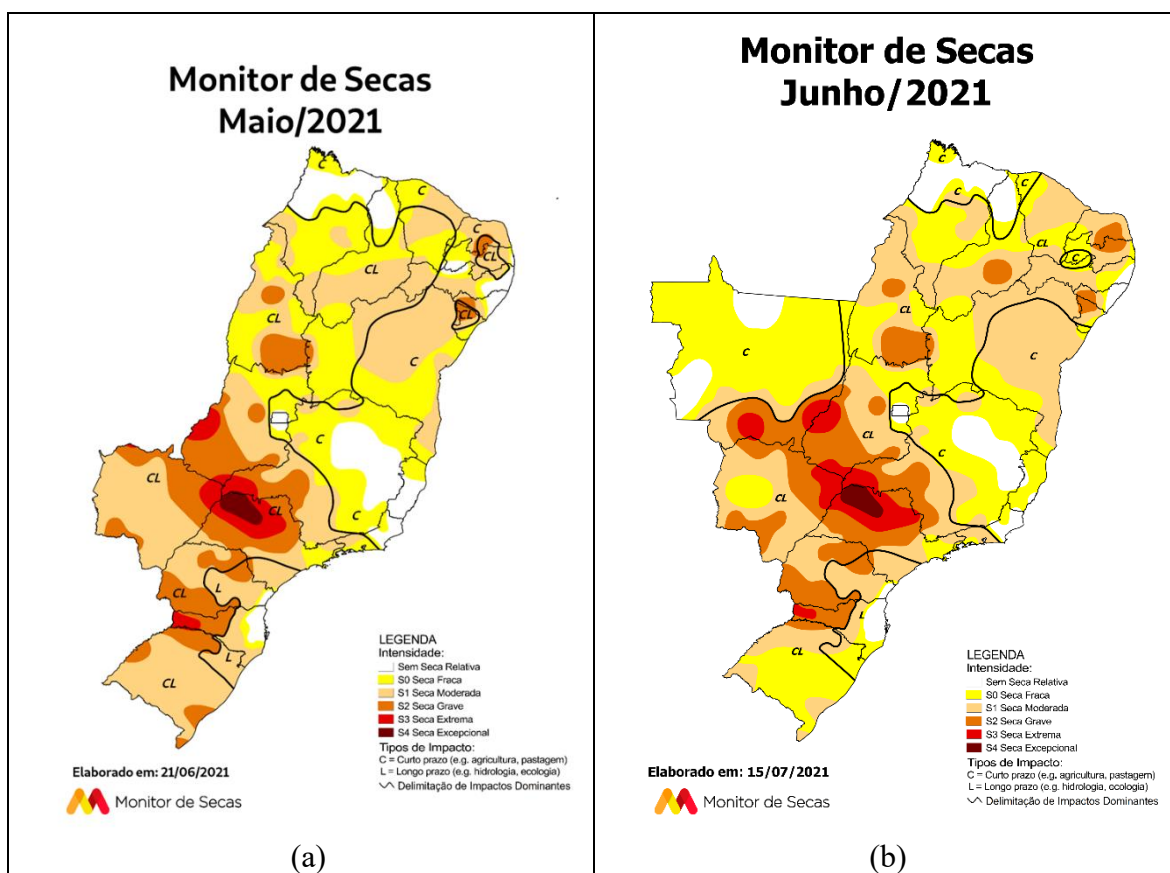 Monitor de Secas
Maio/2021
C
C
C
CL
CL
CL
CL
C
C
CL
CL
C
L
CL
L
CL
LEGENDA
Intensidade:
Sem Seca Relativa
S0 Seca Fraca
S1 Seca Moderada
S2 Seca Grave
S3 Seca Extrema
S4 Seca Excepcional
Tipos de Impacto:
C = Curto prazo (e.g. agricultura, pastagem)
L = Longo prazo (e.g. hidrologia, ecologia)
Delimitação de Impactos Dominantes
Elaborado em: 21/06/2021
Monitor de Secas
(a)
Monitor de Secas
Junho/2021
C
C
CL
C
CL
C
C
CL
C
CL
L
CL
LEGENDA
Intensidade:
Sem Seca Relativa
S0 Seca Fraca
S1 Seca Moderada
S2 Seca Grave
S3 Seca Extrema
S4 Seca Excepcional
Tipos de Impacto:
C = Curto prazo (e.g. agricultura, pastagem)
L = Longo prazo (e.g. hidrologia, ecologia)
Delimitação de Impactos Dominantes
Elaborado em: 15/07/2021
Monitor de Secas
(b)